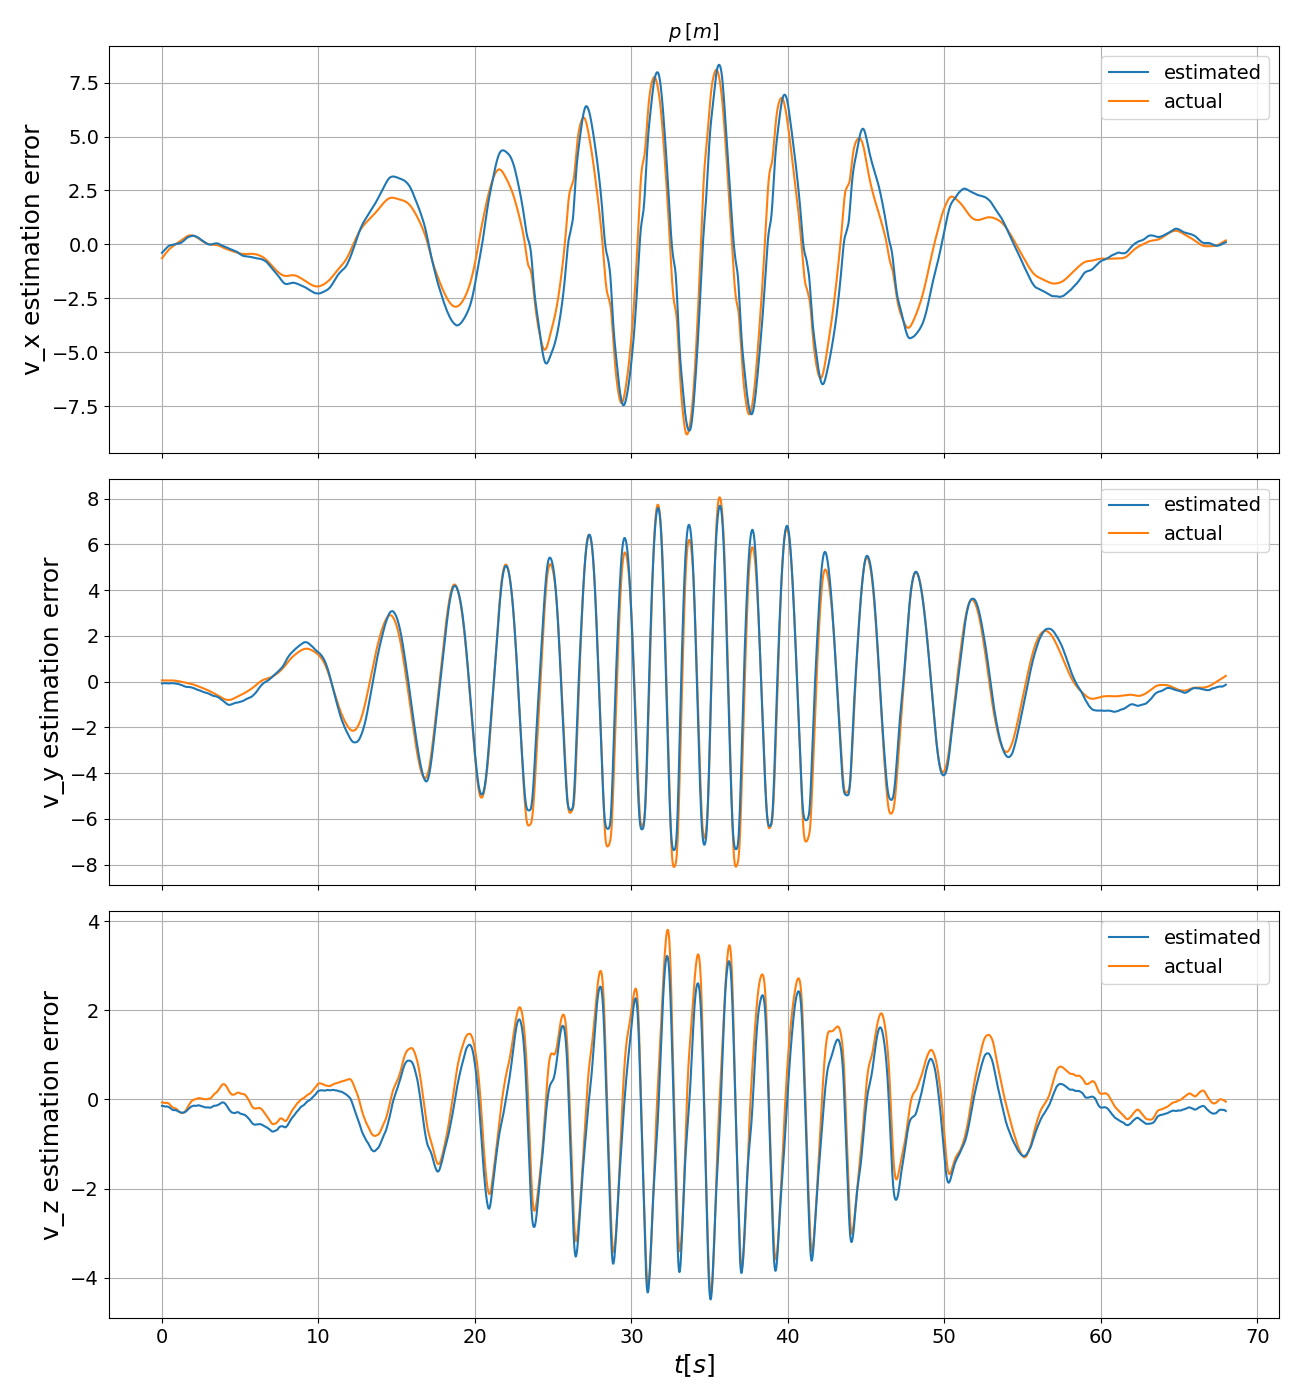 p [m]
v_x estimation error
7.5
5.0
2.5
0.0
−2.5
−5.0
−7.5
estimated
actual
v_y estimation error
8
6
4
2
0
−2
−4
−6
−8
estimated
actual
v_z estimation error
4
2
0
−2
−4
estimated
actual
0 10 20 30 40 50 60 70
t[s]